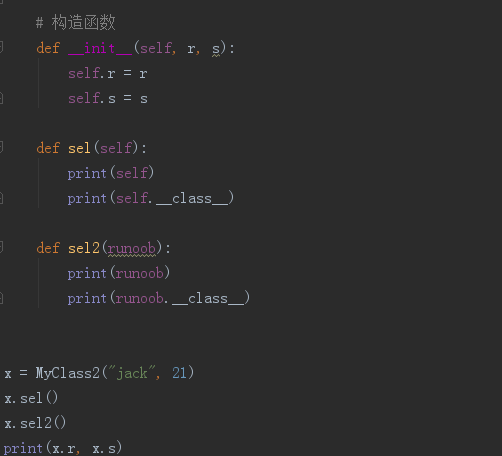 # 构造函数
def __init__(self, r, s):
self.r = r
self.s = s
def sel(self):
print(self)
print(self.__class__)
def sel2(runoob):
print(runoob)
print(runoob.__class__)
x = MyClass2("jack", 21)
x.sel()
x.sel2()
print(x.r, x.s)